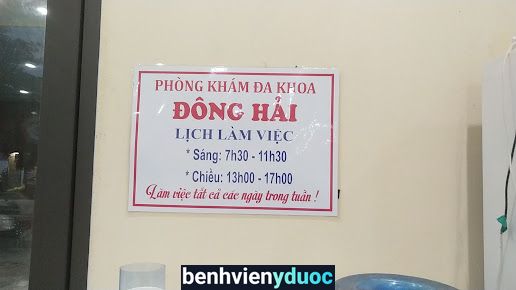 PHÒNG KHÁM ĐA KHOA
ĐÔNG HẢI
LỊCH LÀM VIỆC
* Sáng: 7h30 - 11h30
* Chiều: 13h00 - 17h00
Làm việc tất cả các ngày trong tuần !
benhvienyduoc